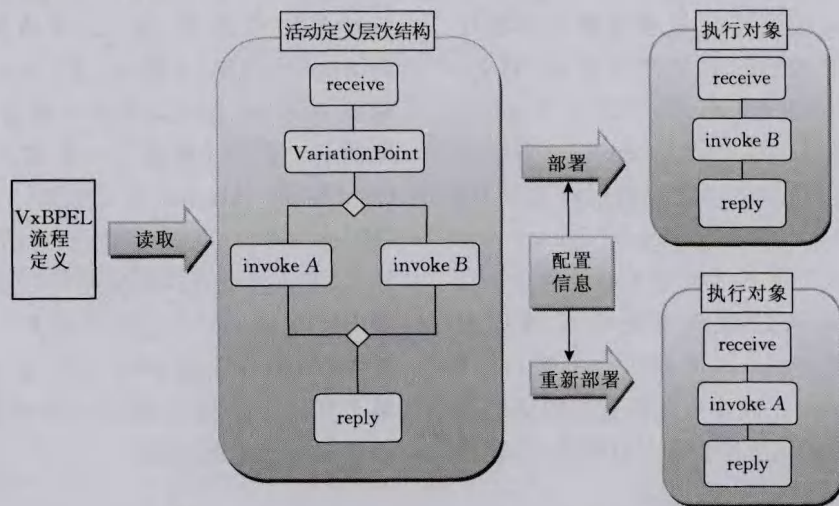 VxBPEL
流程
定义
读取
活动定义层次结构
receive
VariationPoint
invoke A
invoke B
reply
部署
配置
信息
重新部署
执行对象
receive
invoke B
reply
执行对象
receive
invoke A
reply